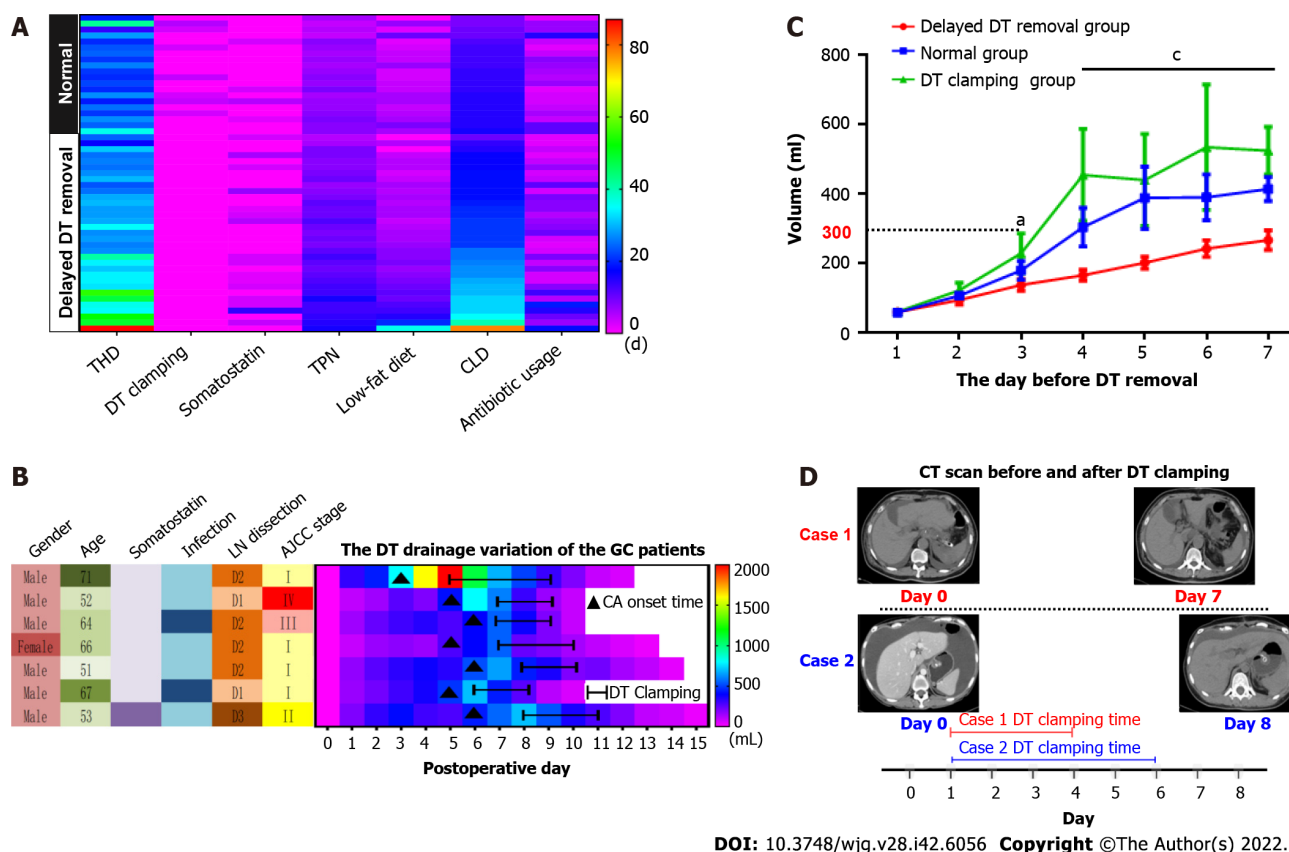 A
Normal
Delayed DT removal
80
60
40
20
0
(d)
THD
DT clamping
Somatostatin
TPN
Low-fat diet
CLD
Antibiotic usage
C
Delayed DT removal group
Normal group
DT clamping group
c
a
Volume (ml)
800
600
400
300
200
0
1 2 3 4 5 6 7
The day before DT removal
B
Gender Age Somatostatin Infection LN dissection AJCC stage
The DT drainage variation of the GC patients
Male 71 D2 I
Male 52 D1 IV
Male 64 D2 III
Female 66 D2 I
Male 51 D2 I
Male 67 D1 I
Male 53 D3 II
CA onset time
DT Clamping
2000
1500
1000
500
0
(mL)
0 1 2 3 4 5 6 7 8 9 10 11 12 13 14 15
Postoperative day
D
CT scan before and after DT clamping
Case 1
Day 0 Day 7
Case 2
Day 0 Day 8
Case 1 DT clamping time
Case 2 DT clamping time
0 1 2 3 4 5 6 7 8
Day
DOI: 10.3748/wjg.v28.i42.6056 Copyright ©The Author(s) 2022.